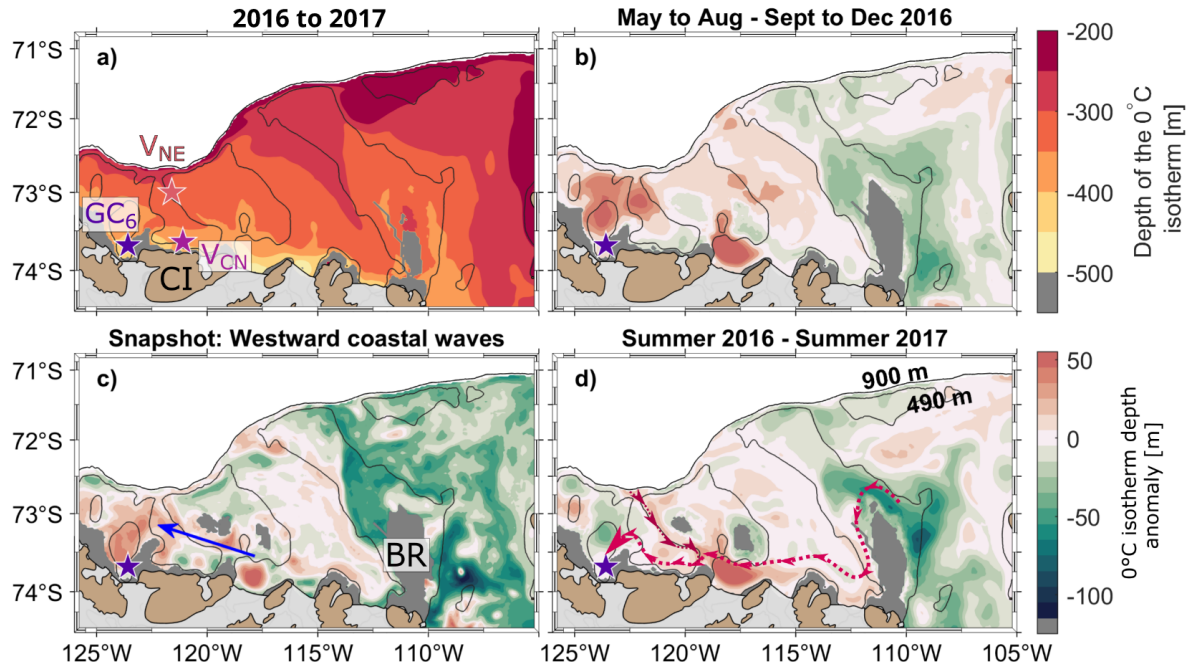 2016 to 2017
May to Aug - Sept to Dec 2016
71°S
72°S
73°S
74°S
a)
V_NE
GC_6
V_CN
CI
b)
-200
-300
-400
-500
Depth of the 0°C
isotherm [m]
Snapshot: Westward coastal waves
Summer 2016 - Summer 2017
71°S
72°S
73°S
74°S
c)
BR
d)
900 m
490 m
50
0
-50
-100
0°C isotherm depth
anomaly [m]
125°W
120°W
115°W
110°W
125°W
120°W
115°W
110°W
105°W